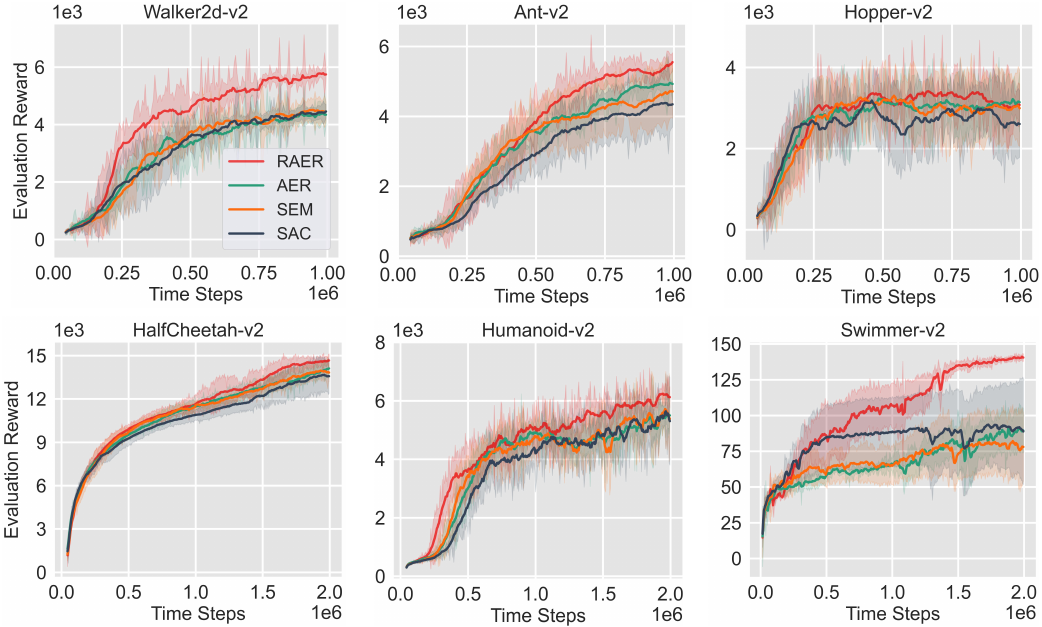 1e3 Walker2d-v2
Evaluation Reward
6
4
2
0
RAER
AER
SEM
SAC
0.00 0.25 0.50 0.75 1.00
Time Steps 1e6
1e3 Ant-v2
6
4
2
0
0.00 0.25 0.50 0.75 1.00
Time Steps 1e6
1e3 Hopper-v2
4
2
0
0.00 0.25 0.50 0.75 1.00
Time Steps 1e6
1e3 HalfCheetah-v2
Evaluation Reward
15
12
9
6
3
0
0.0 0.5 1.0 1.5 2.0
Time Steps 1e6
1e3 Humanoid-v2
8
6
4
2
0
0.0 0.5 1.0 1.5 2.0
Time Steps 1e6
Swimmer-v2
150
125
100
75
50
25
0
0.0 0.5 1.0 1.5 2.0
Time Steps 1e6